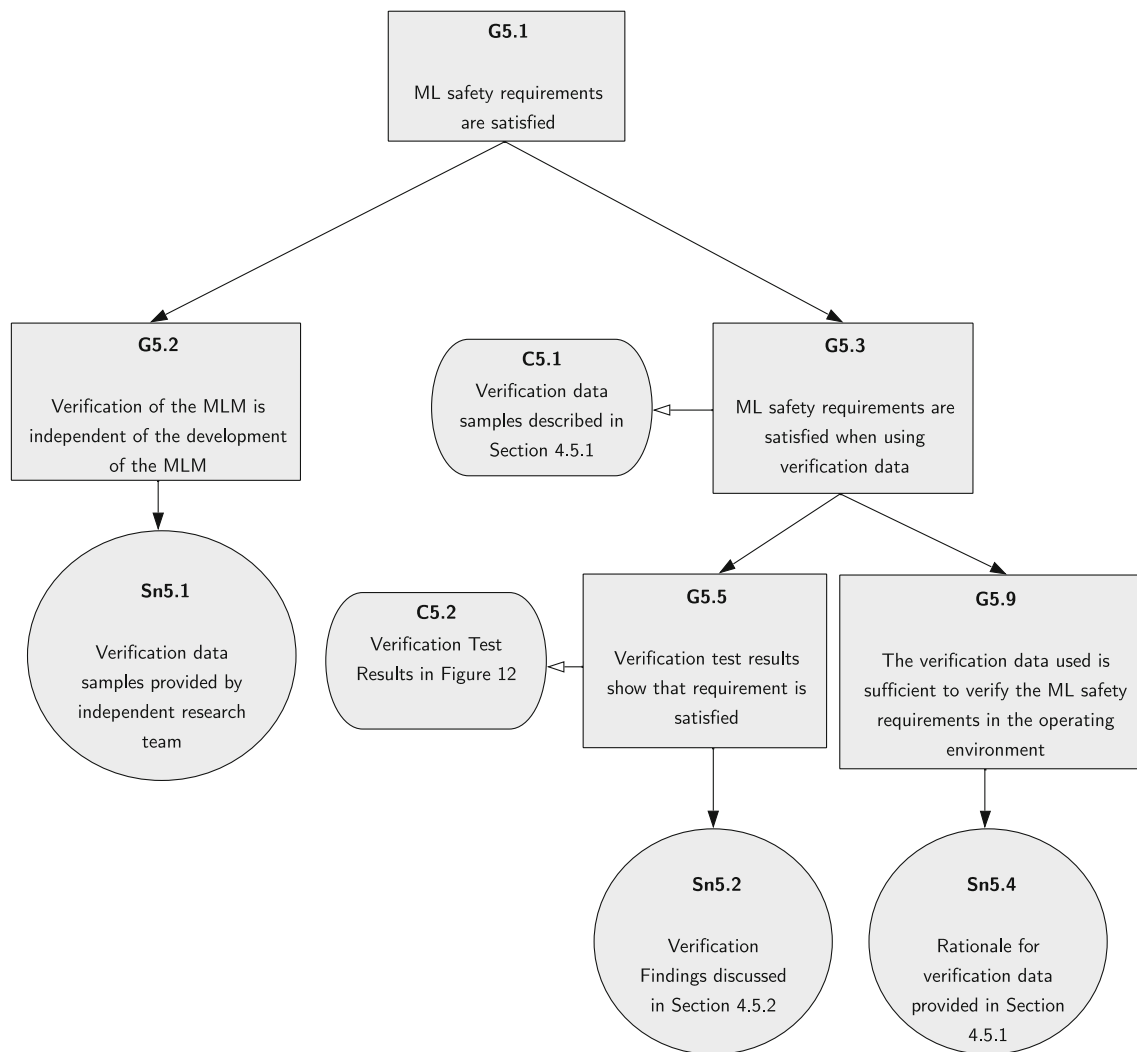 G5.1
ML safety requirements
are satisfied
G5.2
Verification of the MLM is
independent of the development
of the MLM
C5.1
Verification data
samples described in
Section 4.5.1
G5.3
ML safety requirements are
satisfied when using
verification data
Sn5.1
Verification data
samples provided by
independent research
team
C5.2
Verification Test
Results in Figure 12
G5.5
Verification test results
show that requirement is
satisfied
G5.9
The verification data used is
sufficient to verify the ML safety
requirements in the operating
environment
Sn5.2
Verification
Findings discussed
in Section 4.5.2
Sn5.4
Rationale for
verification data
provided in Section
4.5.1